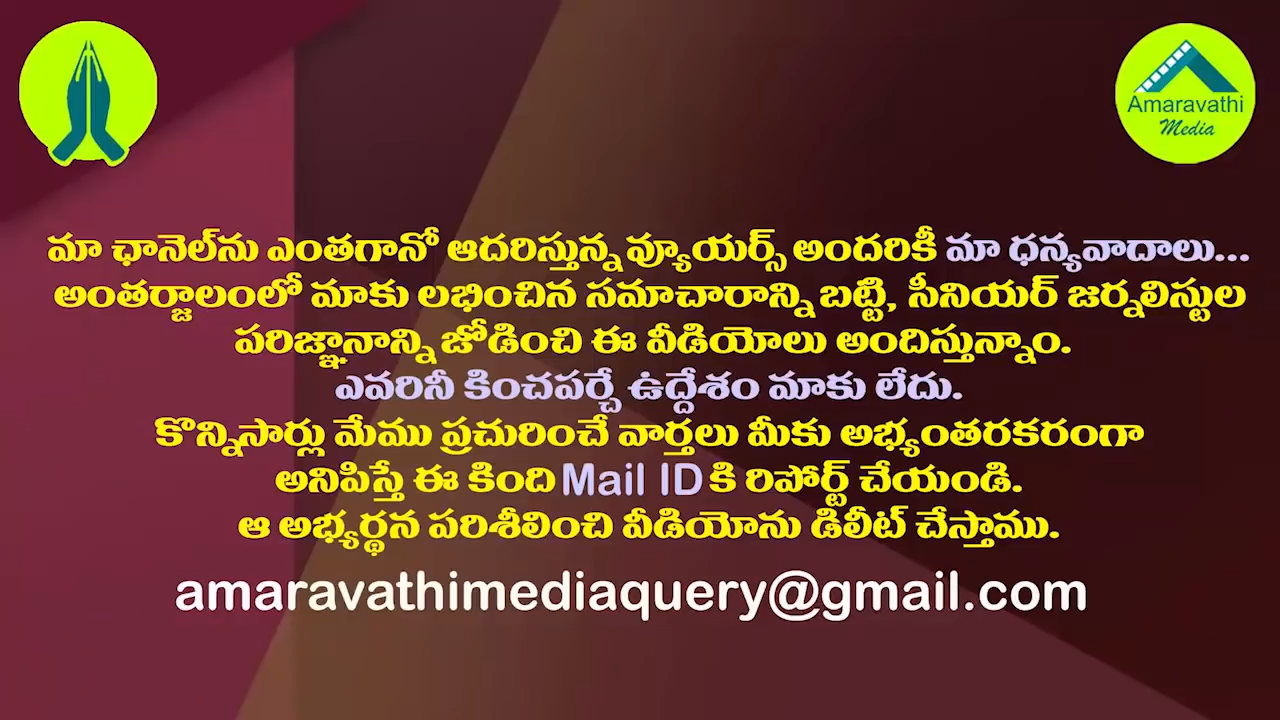 Amaravathi
Media
మా ఛానెల్‌ను ఎంతగానో ఆదరిస్తున్న వ్యూయర్స్ అందరికీ మా ధన్యవాదాలు...
అంతర్జాలంలో మాకు లభించిన సమాచారాన్ని బట్టి, సీనియర్ జర్నలిస్టుల
పరిజ్ఞానాన్ని జోడించి ఈ వీడియోలు అందిస్తున్నాం.
ఎవరినీ కించపర్చే ఉద్దేశం మాకు లేదు.
కొన్నిసార్లు మేము ప్రచురించే వార్తలు మీకు అభ్యంతరకరంగా
అనిపిస్తే ఈ కింది Mail ID కి రిపోర్ట్ చేయండి.
ఆ అభ్యర్థన పరిశీలించి వీడియోను డిలీట్ చేస్తాము.
amaravathimediaquery@gmail.com